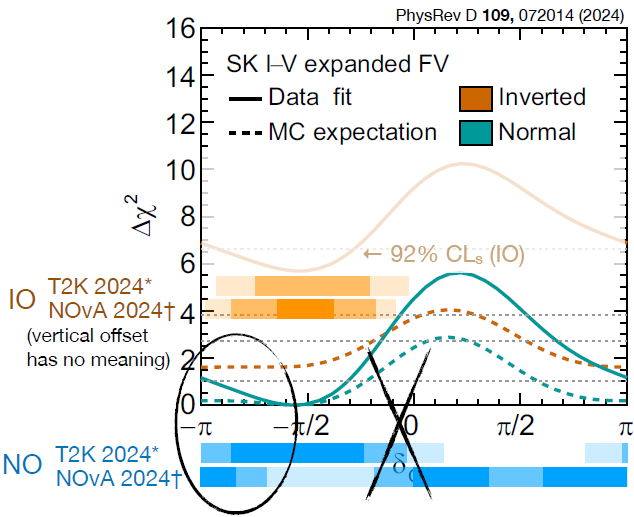 PhysRev D 109, 072014 (2024)
16
SK I–V expanded FV
14
Data fit
Inverted
12
MC expectation
Normal
10
Δχ²
8
← 92% CLₛ (IO)
6
IO T2K 2024*
NOvA 2024†
4
(vertical offset
has no meaning)
2
0
−π −π/2 0 π/2 π
NO T2K 2024*
NOvA 2024†
δ